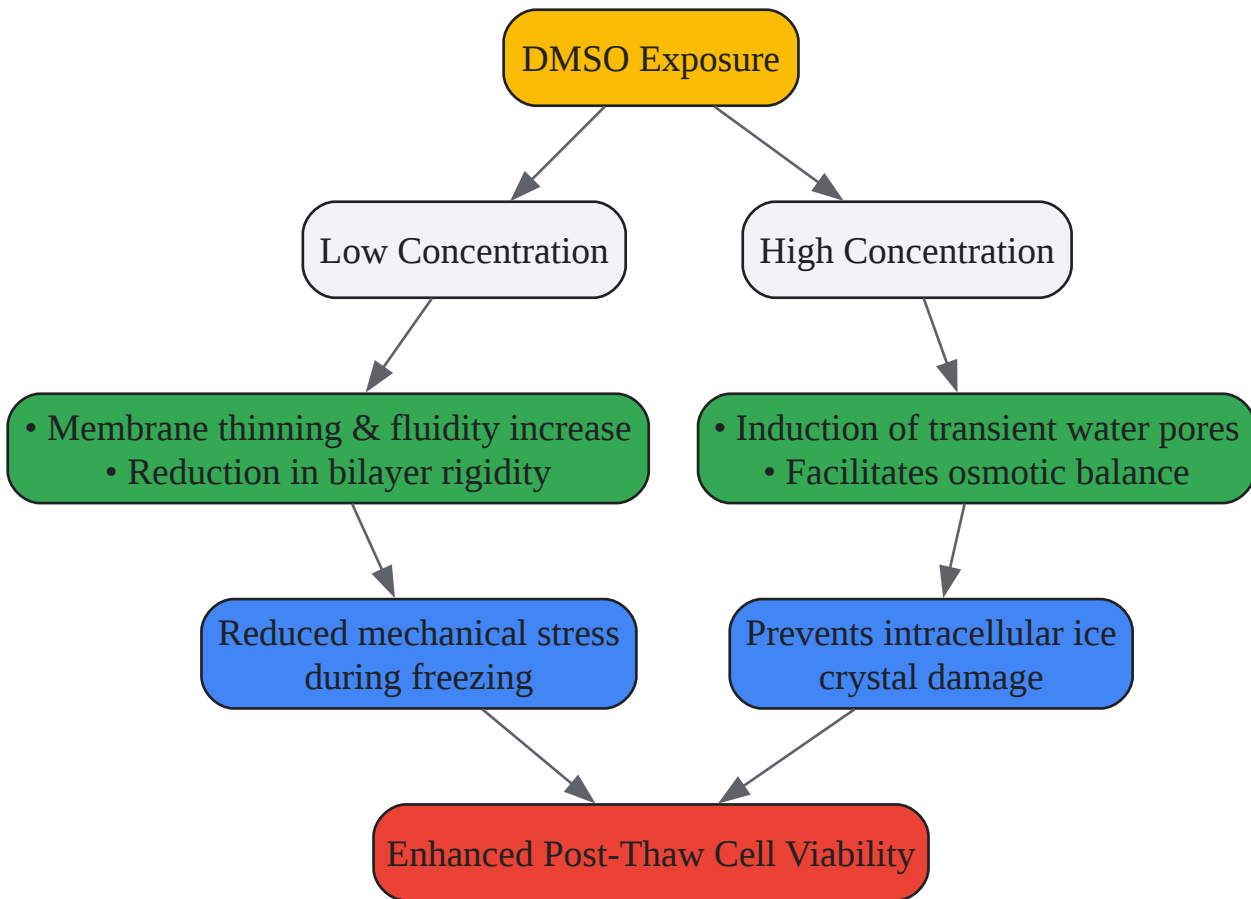 DMSO Exposure
Low Concentration
High Concentration
• Membrane thinning & fluidity increase
• Reduction in bilayer rigidity
• Induction of transient water pores
• Facilitates osmotic balance
Reduced mechanical stress
during freezing
Prevents intracellular ice
crystal damage
Enhanced Post-Thaw Cell Viability